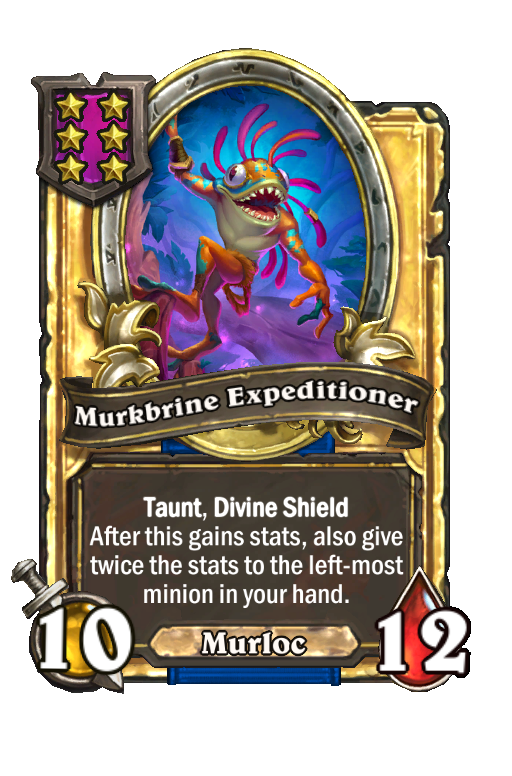 Murkbrine Expeditioner
Taunt, Divine Shield
After this gains stats, also give
twice the stats to the left-most
minion in your hand.
10
Murloc
12